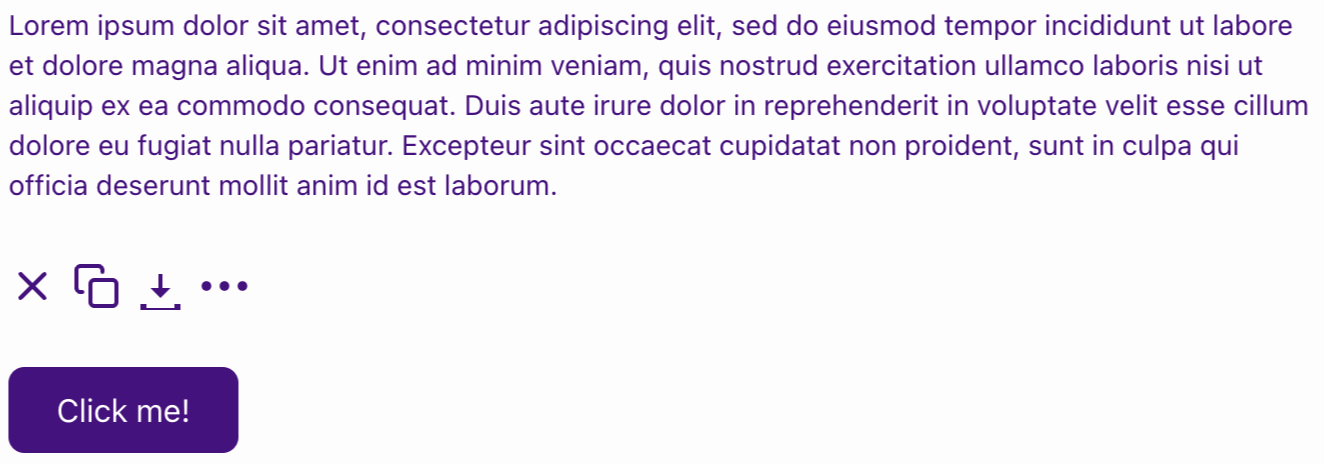 Lorem ipsum dolor sit amet, consectetur adipiscing elit, sed do eiusmod tempor incididunt ut labore
et dolore magna aliqua. Ut enim ad minim veniam, quis nostrud exercitation ullamco laboris nisi ut
aliquip ex ea commodo consequat. Duis aute irure dolor in reprehenderit in voluptate velit esse cillum
dolore eu fugiat nulla pariatur. Excepteur sint occaecat cupidatat non proident, sunt in culpa qui
officia deserunt mollit anim id est laborum.
Click me!